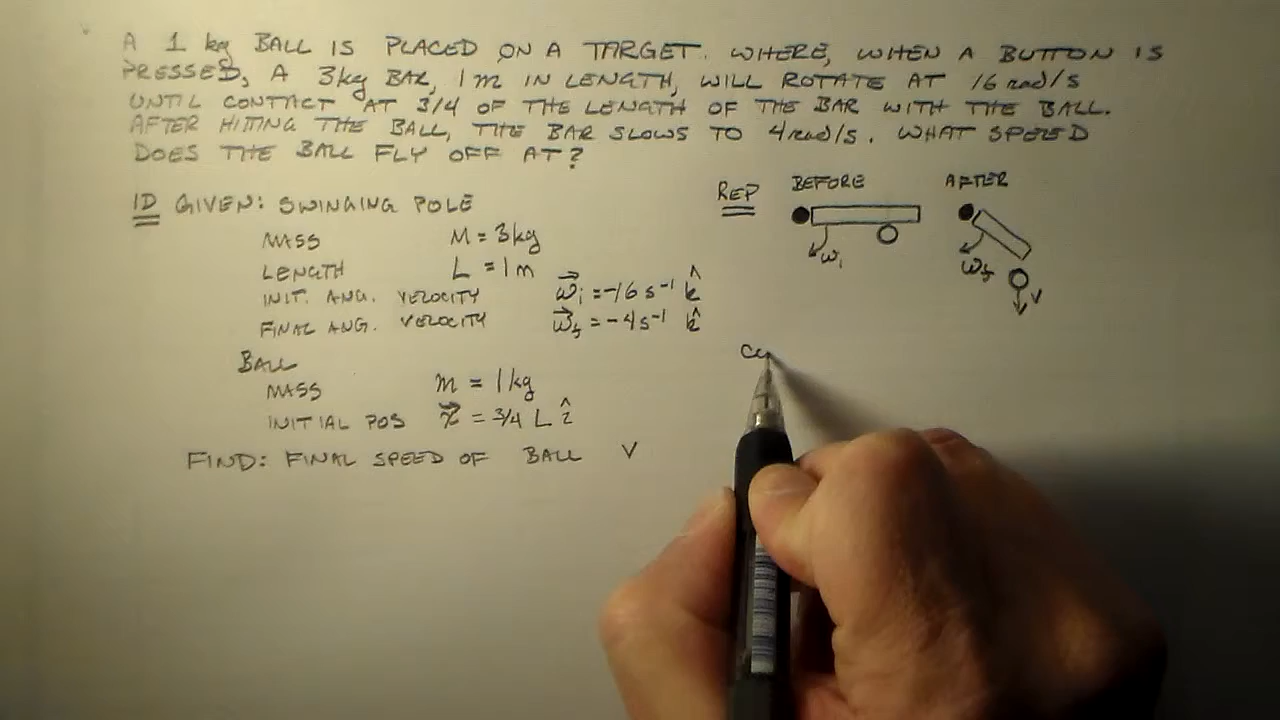 A 1 kg BALL IS PLACED ON A TARGET. WHERE, WHEN A BUTTON IS
PRESSED, A 3kg BAR, 1m IN LENGTH, WILL ROTATE AT 16 rad/s
UNTIL CONTACT AT 3/4 OF THE LENGTH OF THE BAR WITH THE BALL.
AFTER HITTING THE BALL, THE BAR SLOWS TO 4 rad/s. WHAT SPEED
DOES THE BALL FLY OFF AT?
ID GIVEN: SWINGING POLE
MASS M = 3kg
LENGTH L = 1m
INIT. ANG. VELOCITY ω⃗i = -16 s⁻¹ k̂
FINAL ANG. VELOCITY ω⃗f = -4 s⁻¹ k̂
BALL
MASS m = 1 kg
INITIAL POS x⃗ = 3/4 L î
FIND: FINAL SPEED OF BALL V
REP BEFORE AFTER
ωi ωf
V
CO